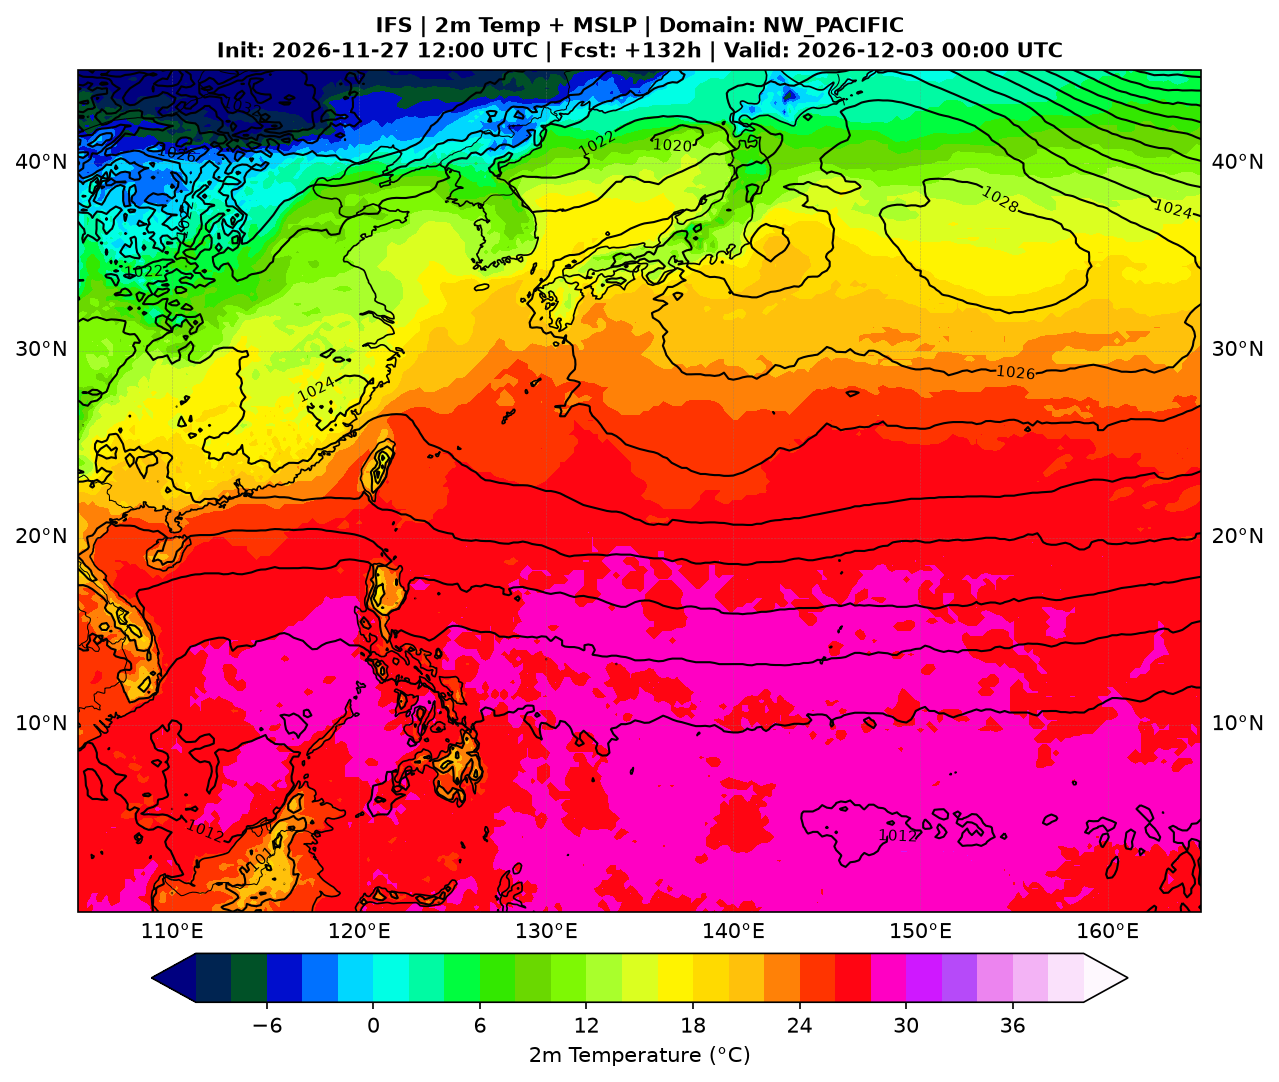 IFS | 2m Temp + MSLP | Domain: NW_PACIFIC
Init: 2026-11-27 12:00 UTC | Fcst: +132h | Valid: 2026-12-03 00:00 UTC
40°N
30°N
20°N
10°N
40°N
30°N
20°N
10°N
1026
1022
1022
1022
1020
1028
1024
1024
1026
1012
1012
110°E
120°E
130°E
140°E
150°E
160°E
−6
0
6
12
18
24
30
36
2m Temperature (°C)